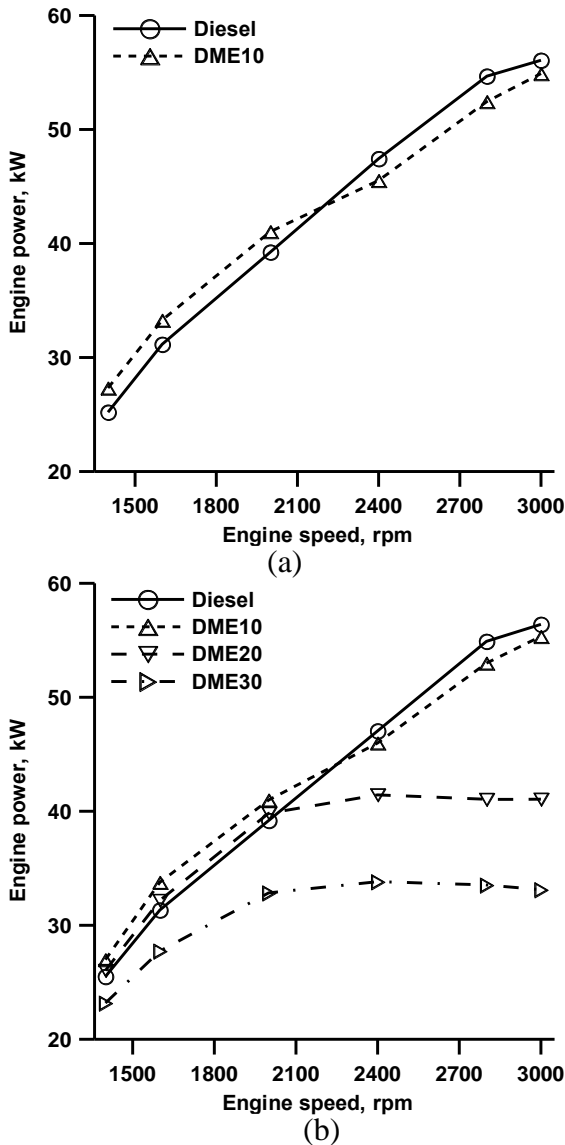 60
Diesel
DME10
50
40
30
20
Engine power, kW
1500 1800 2100 2400 2700 3000
Engine speed, rpm
(a)
60
Diesel
DME10
DME20
DME30
50
40
30
20
Engine power, kW
1500 1800 2100 2400 2700 3000
Engine speed, rpm
(b)